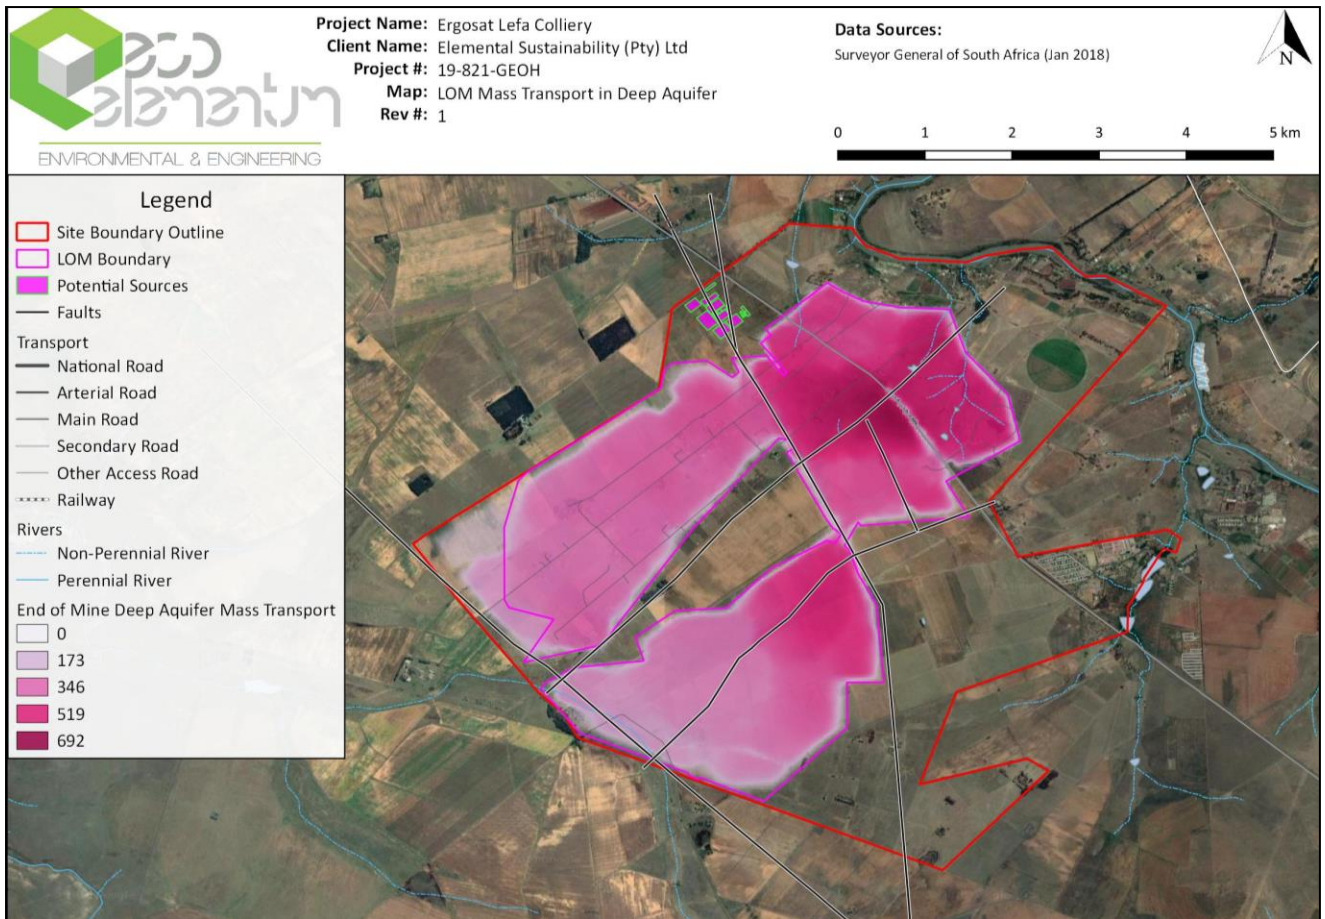 eco
elementum
ENVIRONMENTAL & ENGINEERING
Project Name: Ergosat Lefa Colliery
Client Name: Elemental Sustainability (Pty) Ltd
Project #: 19-821-GEOH
Map: LOM Mass Transport in Deep Aquifer
Rev #: 1
Data Sources:
Surveyor General of South Africa (Jan 2018)
N
0 1 2 3 4 5 km
Legend
Site Boundary Outline
LOM Boundary
Potential Sources
Faults
Transport
National Road
Arterial Road
Main Road
Secondary Road
Other Access Road
Railway
Rivers
Non-Perennial River
Perennial River
End of Mine Deep Aquifer Mass Transport
0
173
346
519
692